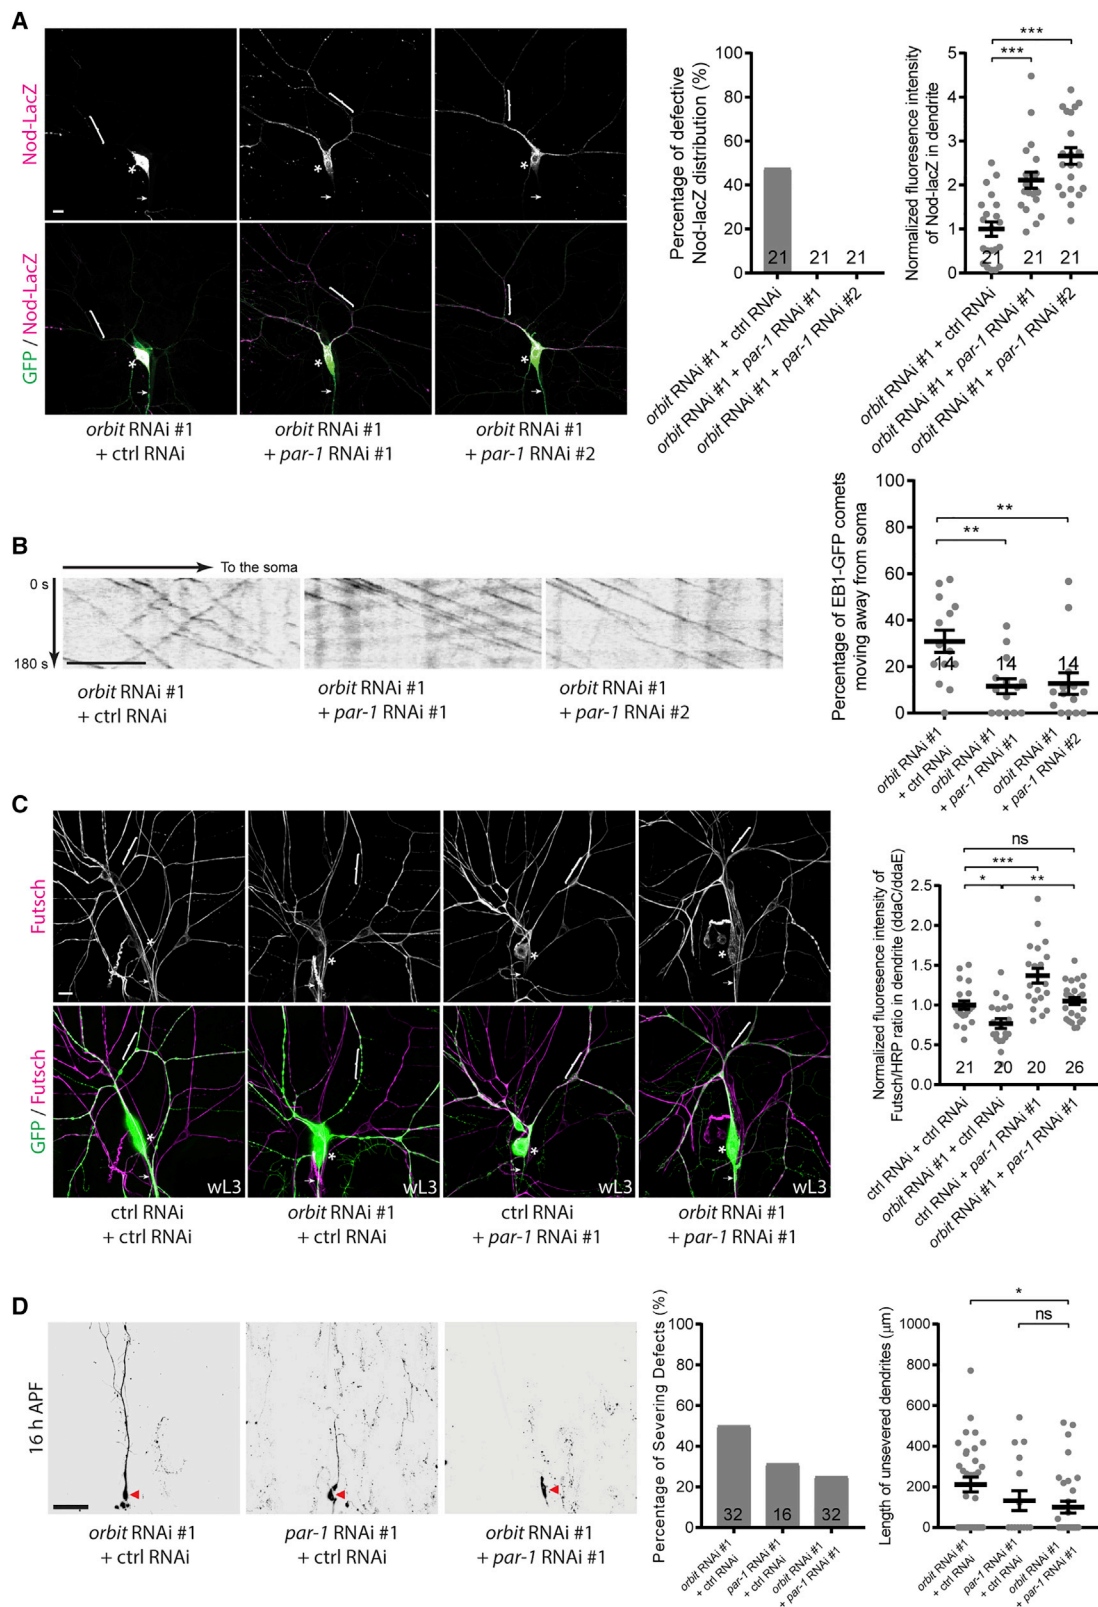 A
Nod-LacZ
GFP / Nod-LacZ
*
*
*
*
*
*
orbit RNAi #1
+ ctrl RNAi
orbit RNAi #1
+ par-1 RNAi #1
orbit RNAi #1
+ par-1 RNAi #2
Percentage of defective
Nod-lacZ distribution (%)
100
80
60
40
20
0
21
21
21
orbit RNAi #1 + ctrl RNAi
orbit RNAi #1 + par-1 RNAi #1
orbit RNAi #1 + par-1 RNAi #2
Normalized fluorescence intensity
of Nod-lacZ in dendrite
5
4
3
2
1
0
***
***
21
21
21
orbit RNAi #1 + ctrl RNAi
orbit RNAi #1 + par-1 RNAi #1
orbit RNAi #1 + par-1 RNAi #2
B
To the soma
0 s
180 s
orbit RNAi #1
+ ctrl RNAi
orbit RNAi #1
+ par-1 RNAi #1
orbit RNAi #1
+ par-1 RNAi #2
Percentage of EB1-GFP comets
moving away from soma
100
80
60
40
20
0
**
**
14
14
14
orbit RNAi #1
+ ctrl RNAi
orbit RNAi #1
+ par-1 RNAi #1
orbit RNAi #1
+ par-1 RNAi #2
C
Futsch
GFP / Futsch
*
*
*
*
*
*
*
*
wL3
wL3
wL3
wL3
ctrl RNAi
+ ctrl RNAi
orbit RNAi #1
+ ctrl RNAi
ctrl RNAi
+ par-1 RNAi #1
orbit RNAi #1
+ par-1 RNAi #1
Normalized fluoresence intensity of
Futsch/HRP ratio in dendrite (ddaC/ddaE)
2.5
2.0
1.5
1.0
0.5
0.0
ns
***
*
**
21
20
20
26
ctrl RNAi + ctrl RNAi
orbit RNAi #1 + ctrl RNAi
ctrl RNAi + par-1 RNAi #1
orbit RNAi #1 + par-1 RNAi #1
D
16 h APF
orbit RNAi #1
+ ctrl RNAi
par-1 RNAi #1
+ ctrl RNAi
orbit RNAi #1
+ par-1 RNAi #1
Percentage of Severing Defects (%)
100
80
60
40
20
0
32
16
32
orbit RNAi #1
+ ctrl RNAi
par-1 RNAi #1
+ ctrl RNAi
orbit RNAi #1
+ par-1 RNAi #1
Length of unsevered dendrites (μm)
1000
800
600
400
200
0
*
ns
orbit RNAi #1
+ ctrl RNAi
par-1 RNAi #1
+ ctrl RNAi
orbit RNAi #1
+ par-1 RNAi #1